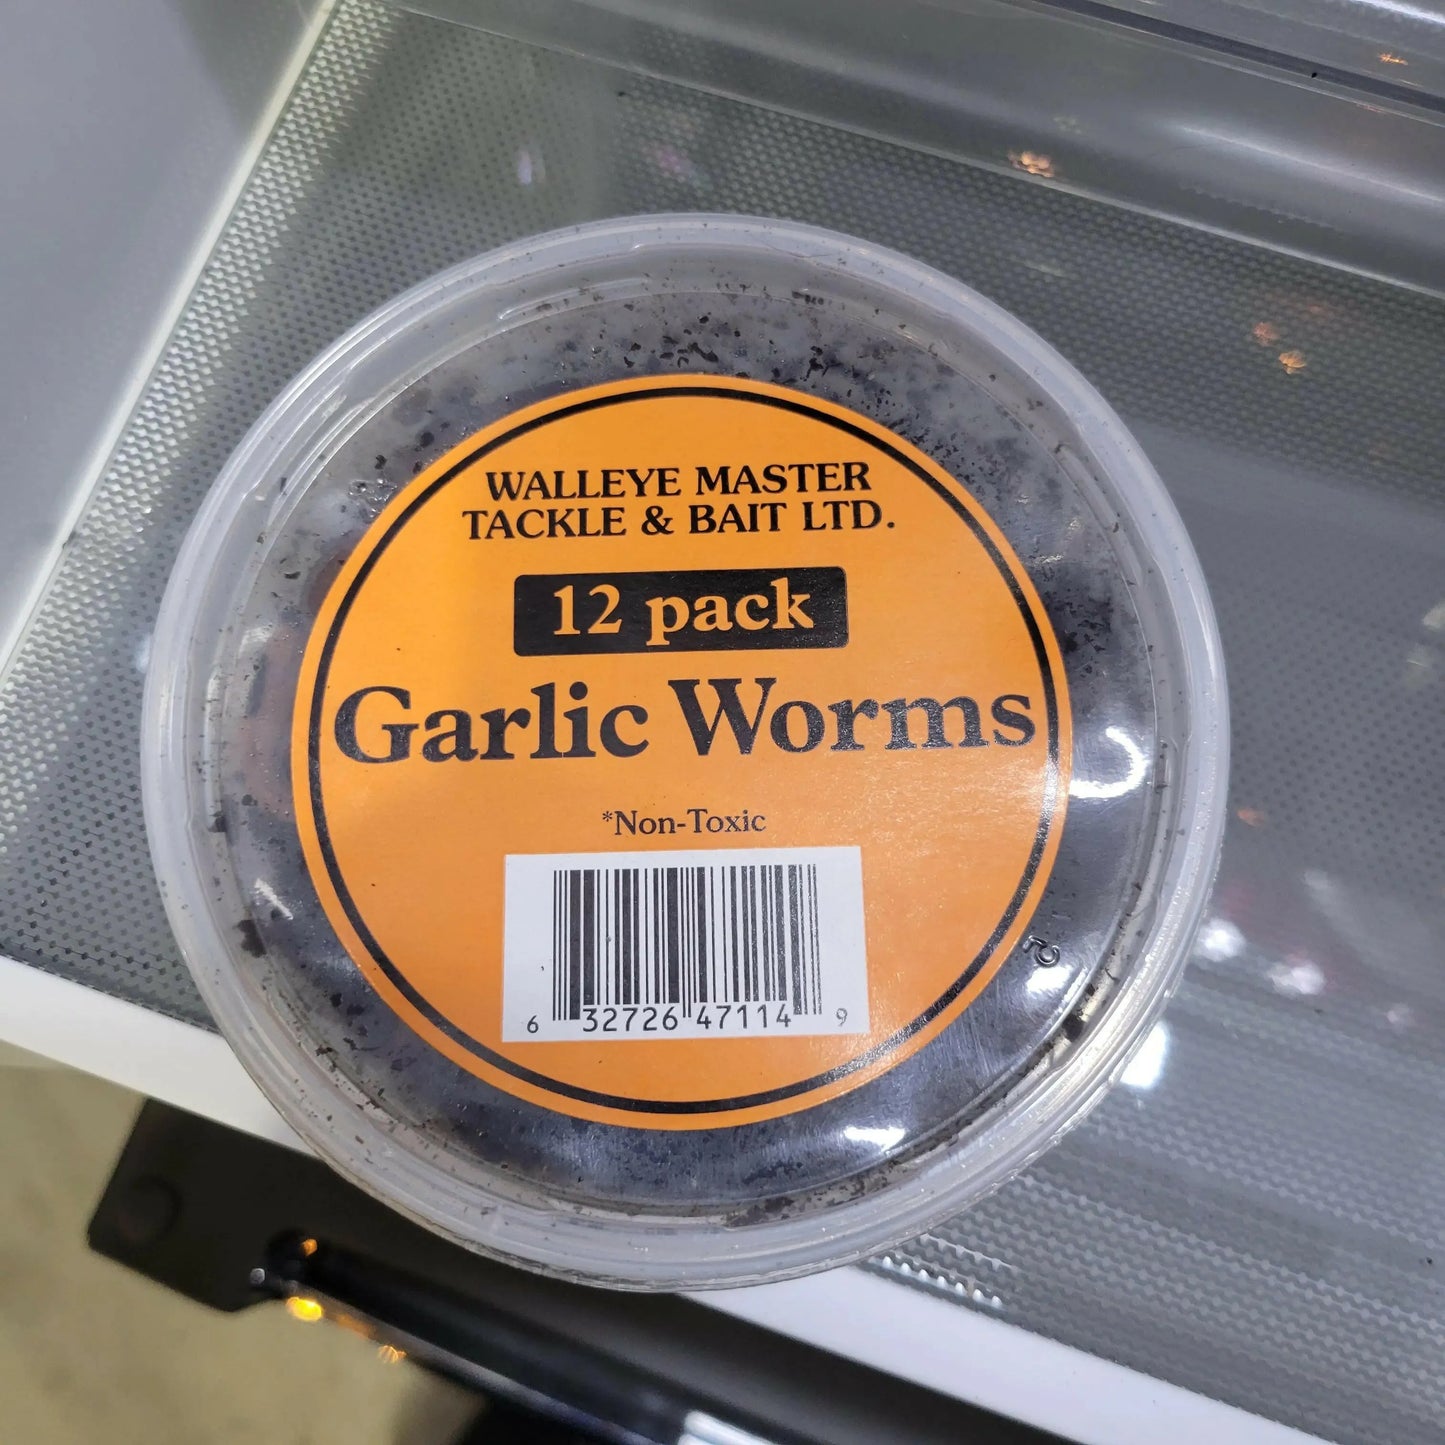 WALLEYE MASTER
TACKLE & BAIT LTD.
12 pack
Garlic Worms
*Non-Toxic
6 32726 47114 9